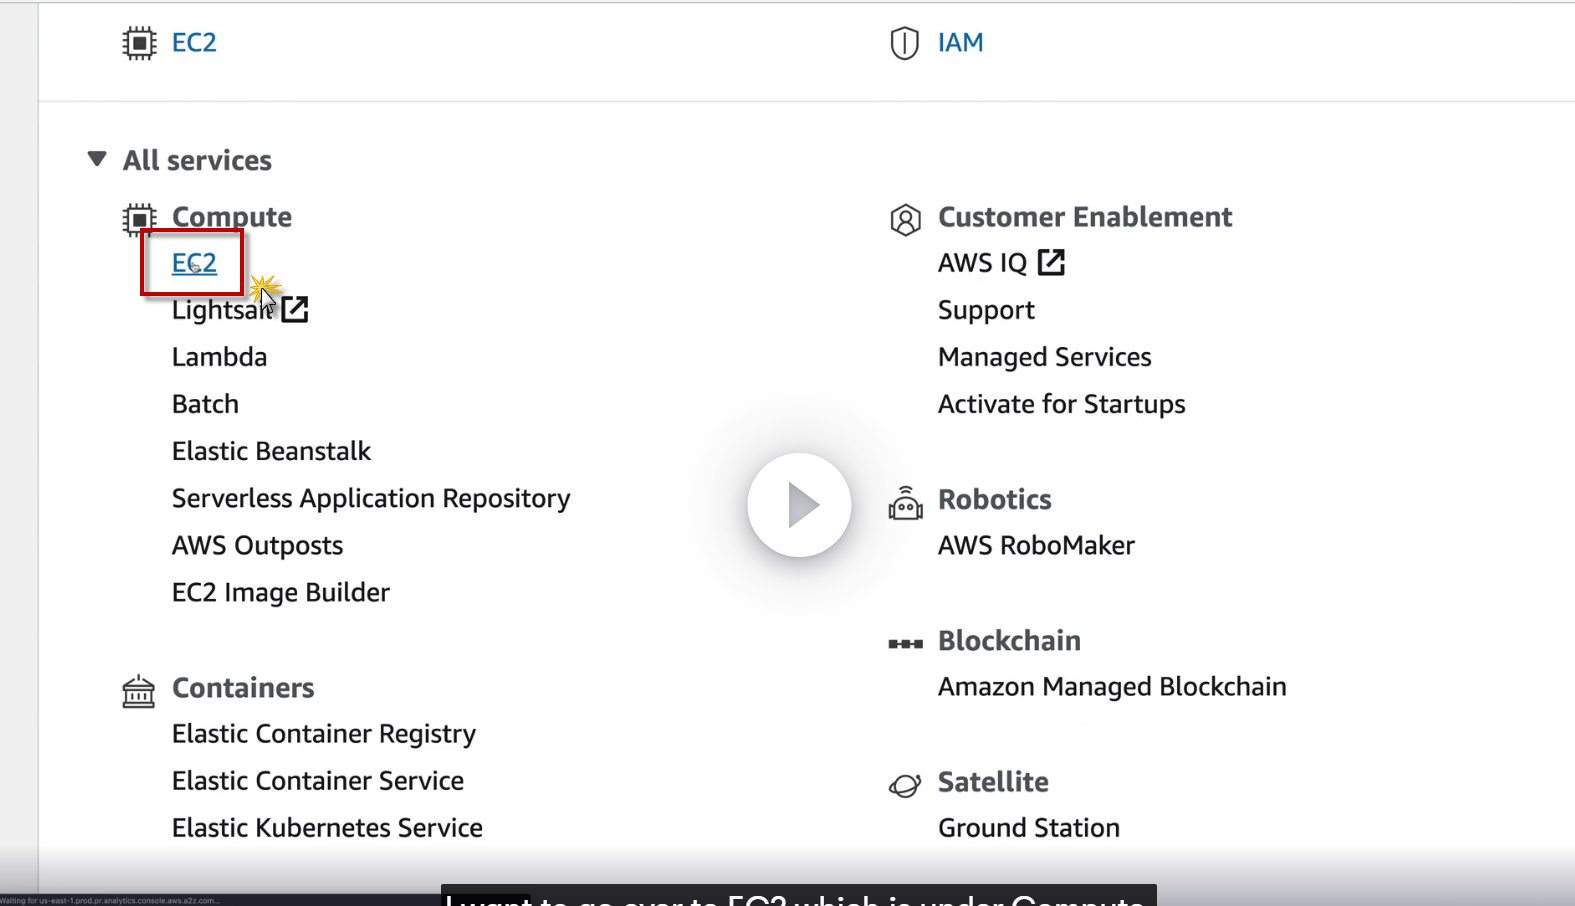 EC2
IAM
All services
Compute
EC2
Lightsail
Lambda
Batch
Elastic Beanstalk
Serverless Application Repository
AWS Outposts
EC2 Image Builder
Containers
Elastic Container Registry
Elastic Container Service
Elastic Kubernetes Service
Customer Enablement
AWS IQ
Support
Managed Services
Activate for Startups
Robotics
AWS RoboMaker
Blockchain
Amazon Managed Blockchain
Satellite
Ground Station
Waiting for us-east-1.prod.pr.analytics.console.aws.a2z.com...
I want to go over to EC2 which is under Compute